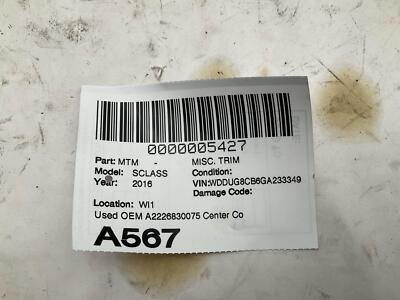 0000005427
Part: MTM - MISC. TRIM
Model: SCLASS Condition:
Year: 2016 VIN:WDDUG8CB6GA233349
Damage Code:
Location: WI1
Used OEM A2226830075 Center Co
A567